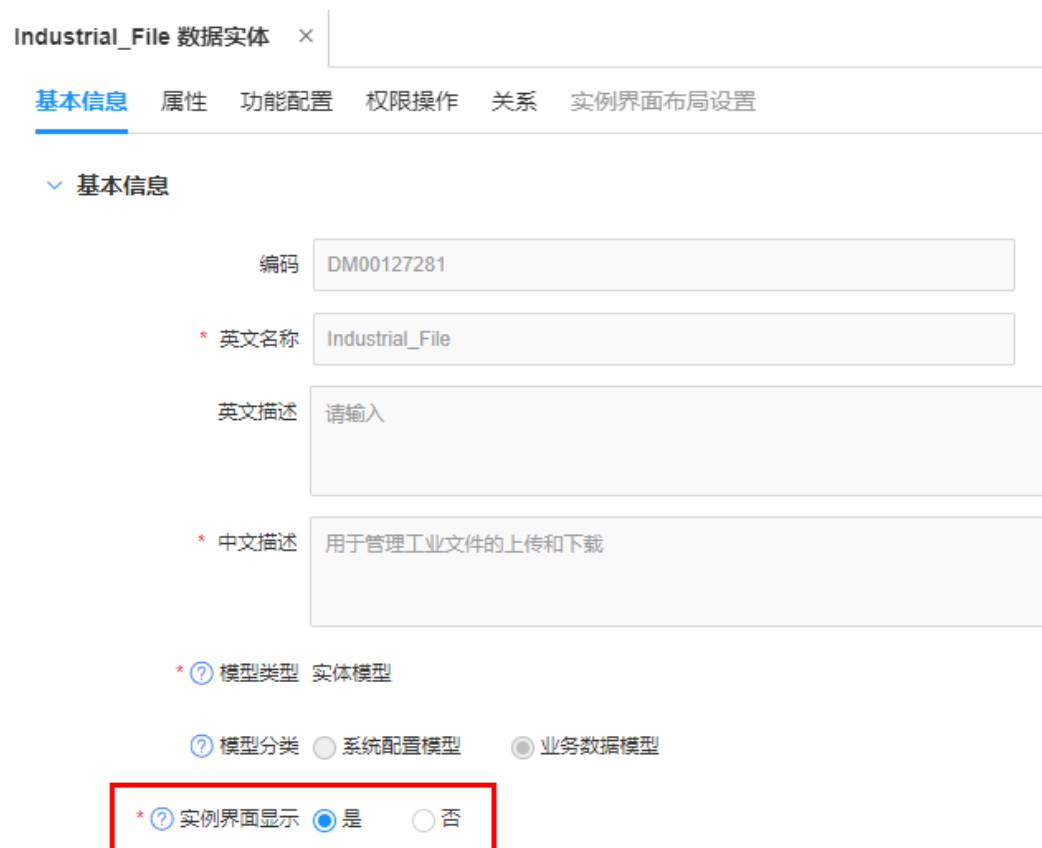 Industrial_File 数据实体 ×
基本信息 属性 功能配置 权限操作 关系 实例界面布局设置
基本信息
编码 DM00127281
* 英文名称 Industrial_File
英文描述 请输入
* 中文描述 用于管理工业文件的上传和下载
* ? 模型类型 实体模型
? 模型分类 系统配置模型 业务数据模型
* ? 实例界面显示 是 否